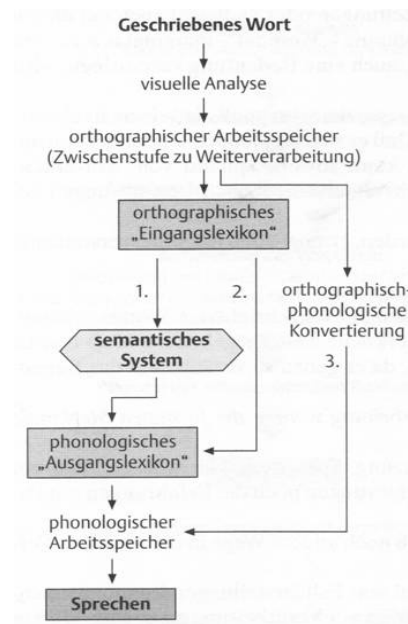 Geschriebenes Wort
visuelle Analyse
orthographischer Arbeitsspeicher
(Zwischenstufe zu Weiterverarbeitung)
orthographisches
„Eingangslexikon“
1.
2.
orthographisch-
phonologische
Konvertierung
3.
semantisches
System
phonologisches
„Ausgangslexikon“
phonologischer
Arbeitsspeicher
Sprechen